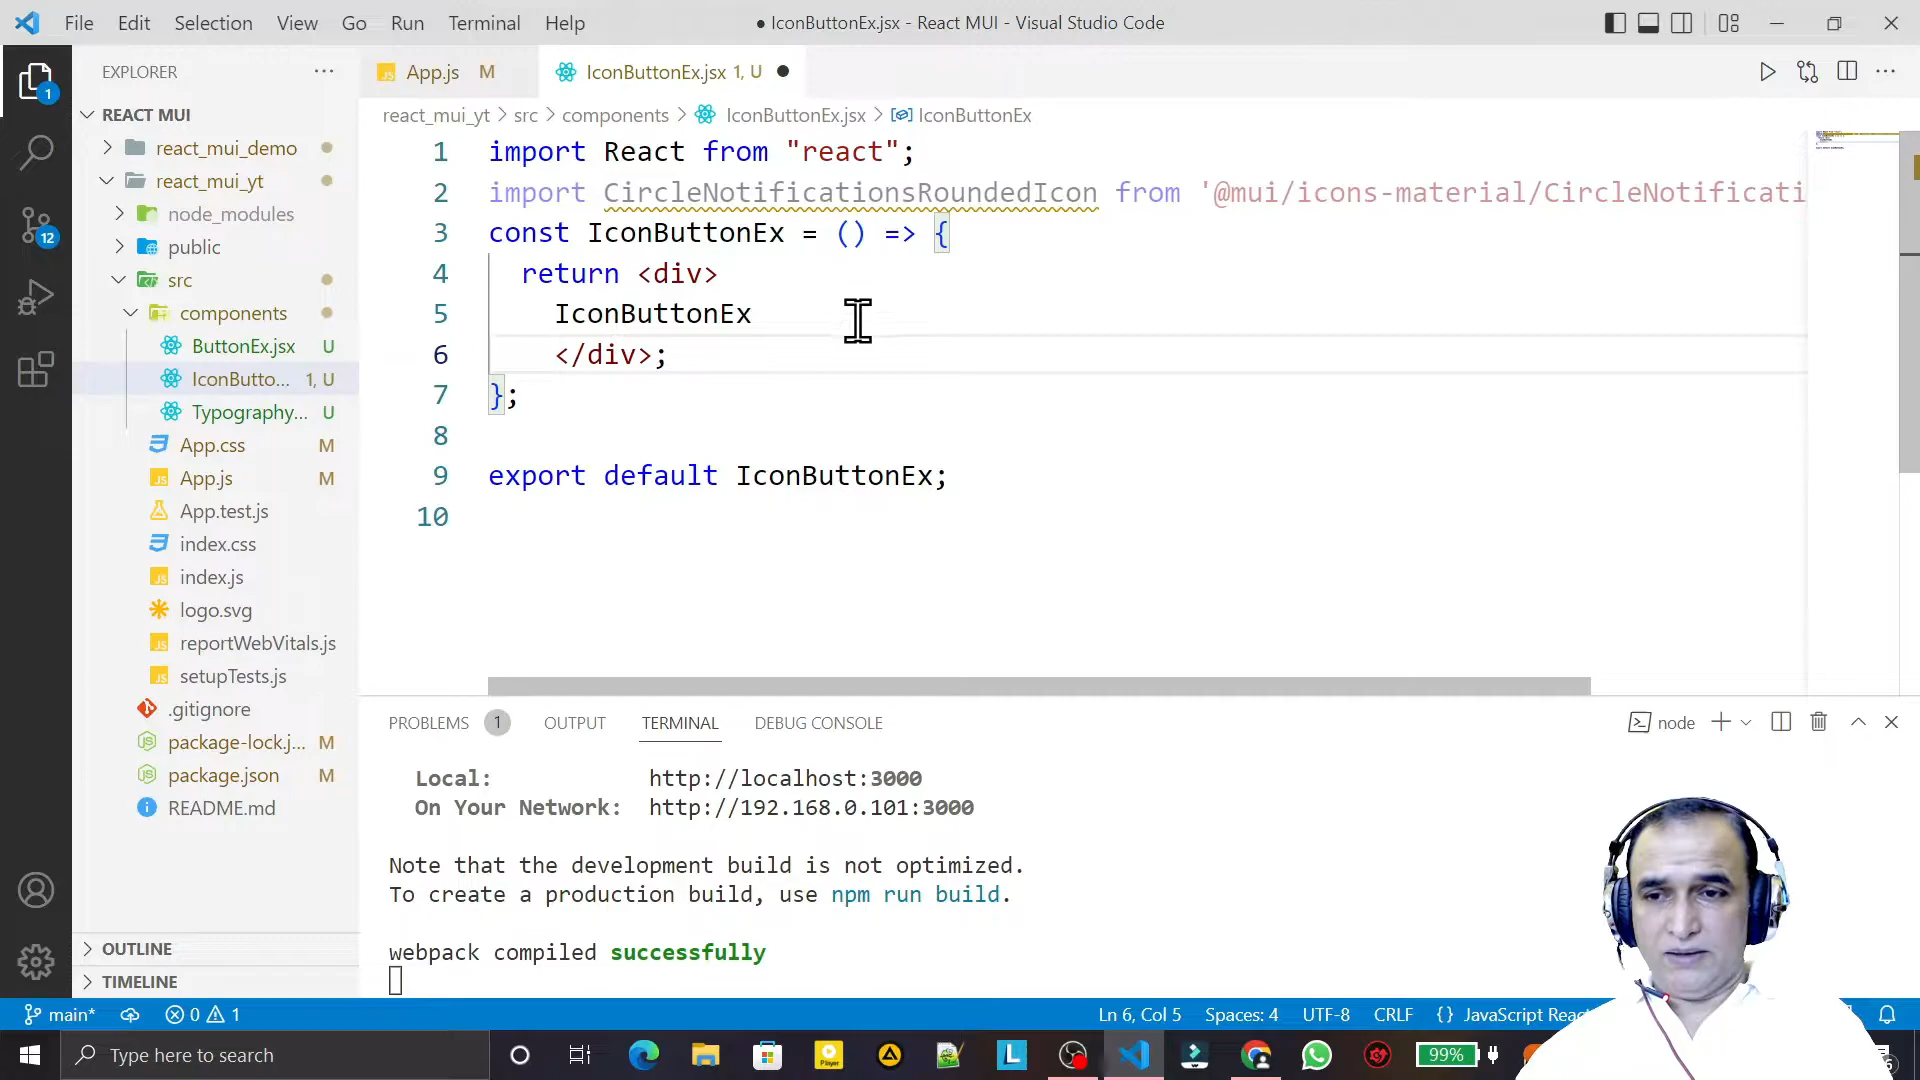 File Edit Selection View Go Run Terminal Help
● IconButtonEx.jsx - React MUI - Visual Studio Code
EXPLORER
App.js M
IconButtonEx.jsx 1, U
react_mui_yt > src > components > IconButtonEx.jsx > IconButtonEx
REACT MUI
react_mui_demo
react_mui_yt
node_modules
public
src
components
ButtonEx.jsx U
IconButto... 1, U
Typography... U
App.css M
App.js M
App.test.js
index.css
index.js
logo.svg
reportWebVitals.js
setupTests.js
.gitignore
package-lock.j... M
package.json M
README.md
OUTLINE
TIMELINE
1
12
1 import React from "react";
2 import CircleNotificationsRoundedIcon from '@mui/icons-material/CircleNotificati
3 const IconButtonEx = () => {
4 return <div>
5 IconButtonEx
6 </div>;
7 };
8
9 export default IconButtonEx;
10
PROBLEMS 1 OUTPUT TERMINAL DEBUG CONSOLE
node
Local: http://localhost:3000
On Your Network: http://192.168.0.101:3000
Note that the development build is not optimized.
To create a production build, use npm run build.
webpack compiled successfully
main* 0 1
Ln 6, Col 5 Spaces: 4 UTF-8 CRLF {} JavaScript Reac
Type here to search
99%